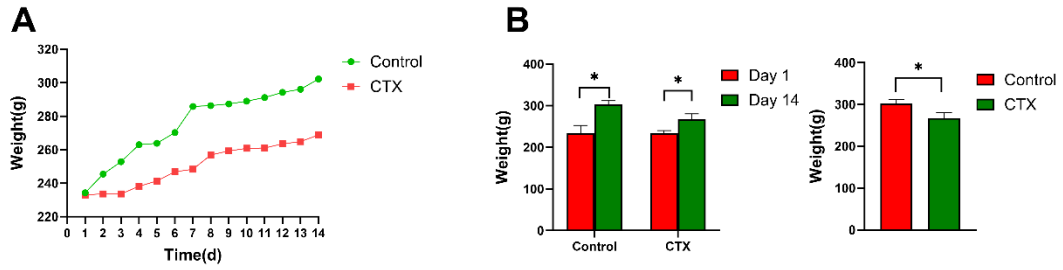 A
Weight(g)
320
300
280
260
240
220
0 1 2 3 4 5 6 7 8 9 10 11 12 13 14
Time(d)
Control
CTX
B
Weight(g)
400
300
200
100
0
*
*
Control CTX
Day 1
Day 14
Weight(g)
400
300
200
100
0
*
Control
CTX